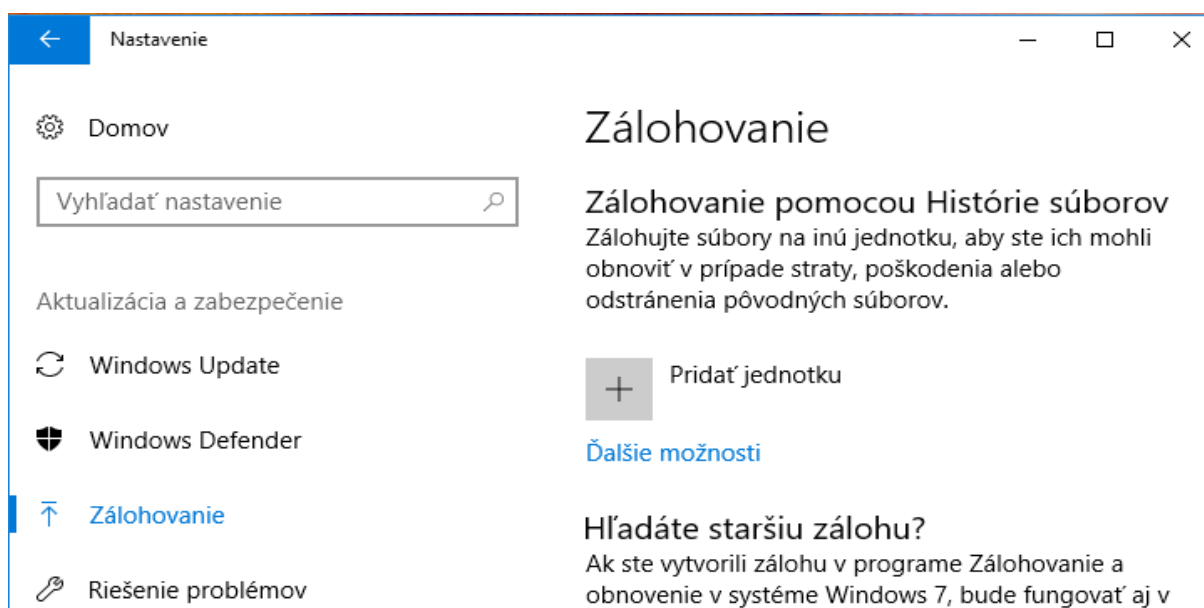 Nastavenie
Domov
Vyhľadať nastavenie
Aktualizácia a zabezpečenie
Windows Update
Windows Defender
Zálohovanie
Riešenie problémov
Zálohovanie
Zálohovanie pomocou Histórie súborov
Zálohujte súbory na inú jednotku, aby ste ich mohli
obnoviť v prípade straty, poškodenia alebo
odstránenia pôvodných súborov.
Pridať jednotku
Ďalšie možnosti
Hľadáte staršiu zálohu?
Ak ste vytvorili zálohu v programe Zálohovanie a
obnovenie v systéme Windows 7, bude fungovať aj v